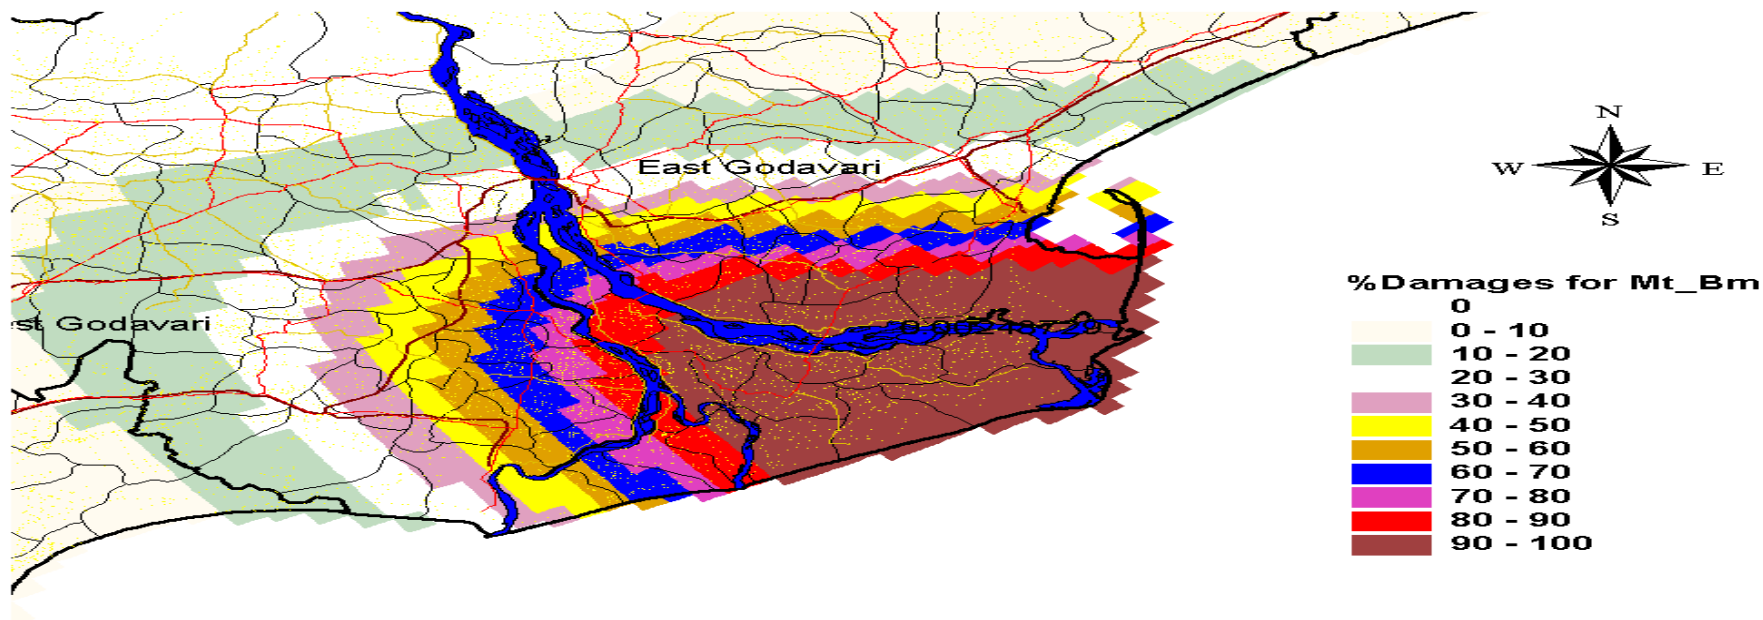 N
W
E
S
East Godavari
st Godavari
%Damages for Mt_Bm
0
0 - 10
10 - 20
20 - 30
30 - 40
40 - 50
50 - 60
60 - 70
70 - 80
80 - 90
90 - 100